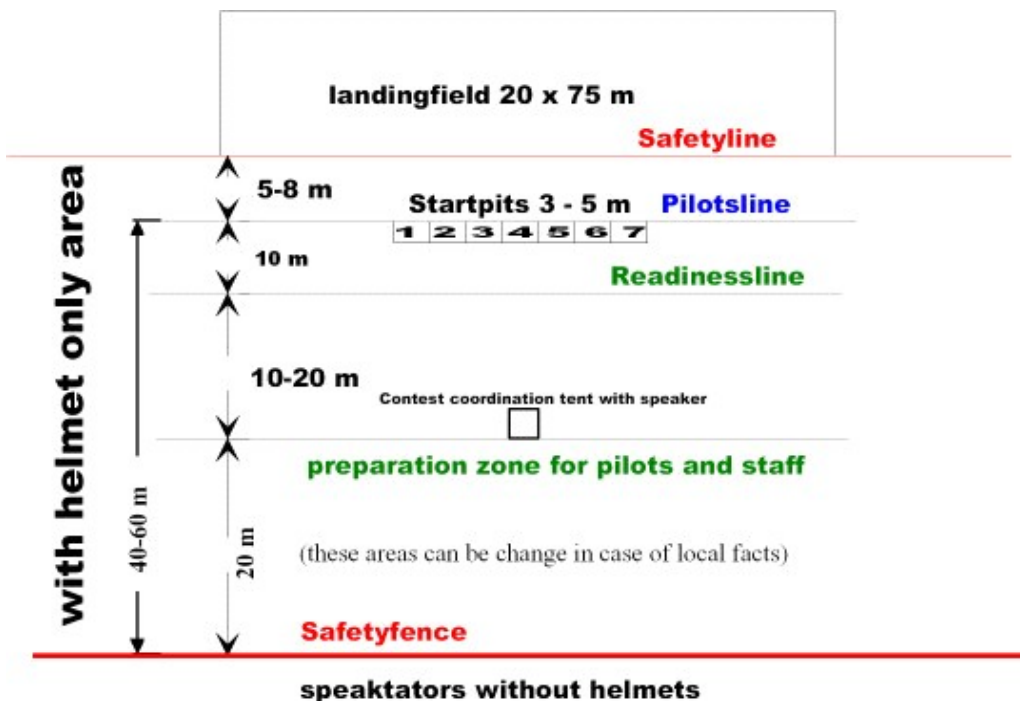 landingfield 20 x 75 m
Safetyline
5-8 m
Startpits 3 - 5 m
Pilotsline
1 2 3 4 5 6 7
10 m
Readinessline
with helmet only area
10-20 m
Contest coordination tent with speaker
preparation zone for pilots and staff
40-60 m
20 m
(these areas can be change in case of local facts)
Safetyfence
speaktators without helmets